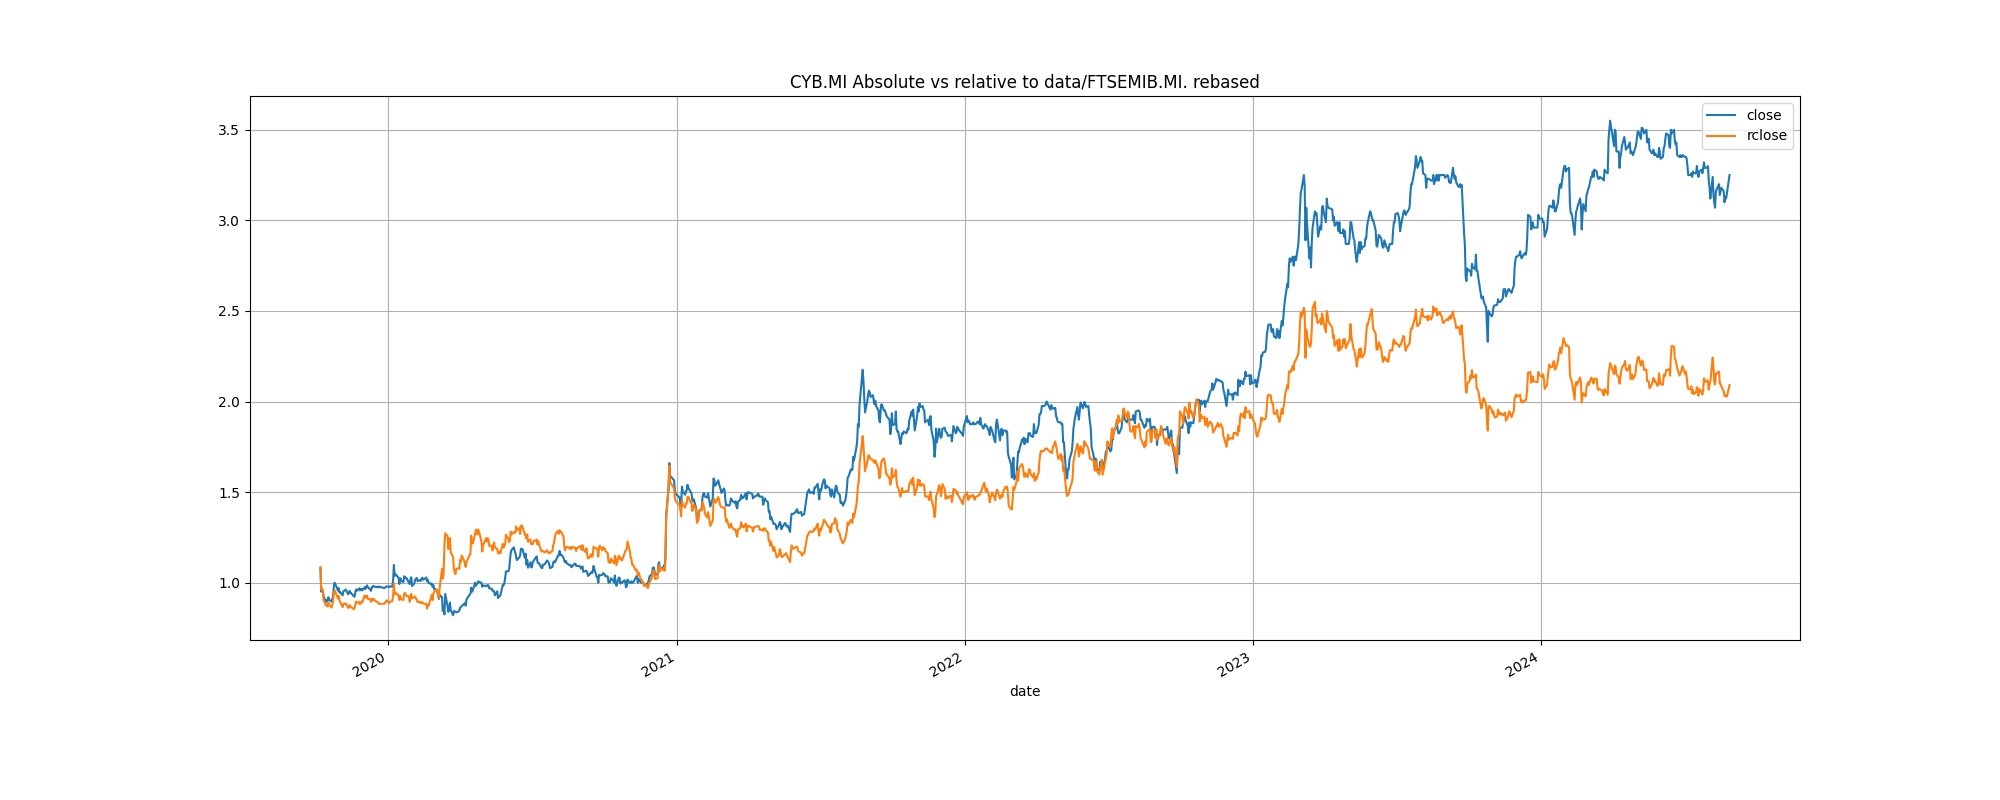 CYB.MI Absolute vs relative to data/FTSEMIB.MI. rebased
close
rclose
3.5
3.0
2.5
2.0
1.5
1.0
2020
2021
2022
2023
2024
date